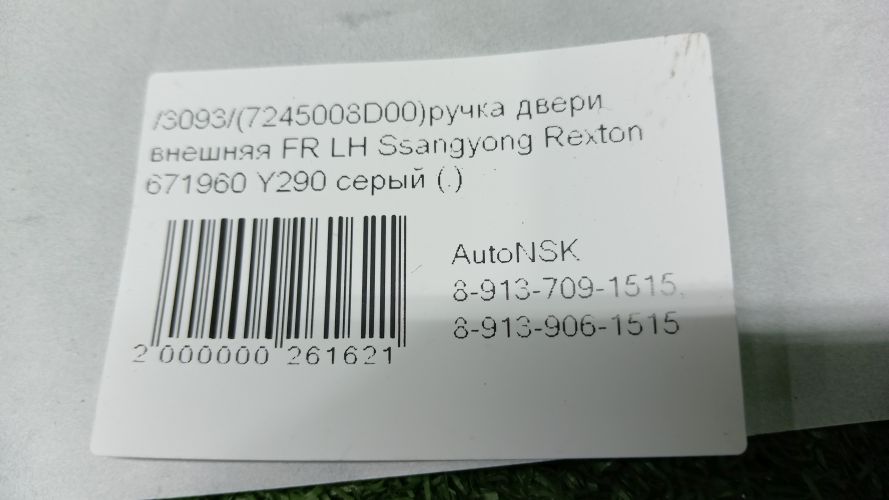 /3093/(7245008D00)ручка двери
внешняя FR LH Ssangyong Rexton
671960 Y290 серый (.)
AutoNSK
8-913-709-1515,
8-913-906-1515
2 000000 261621